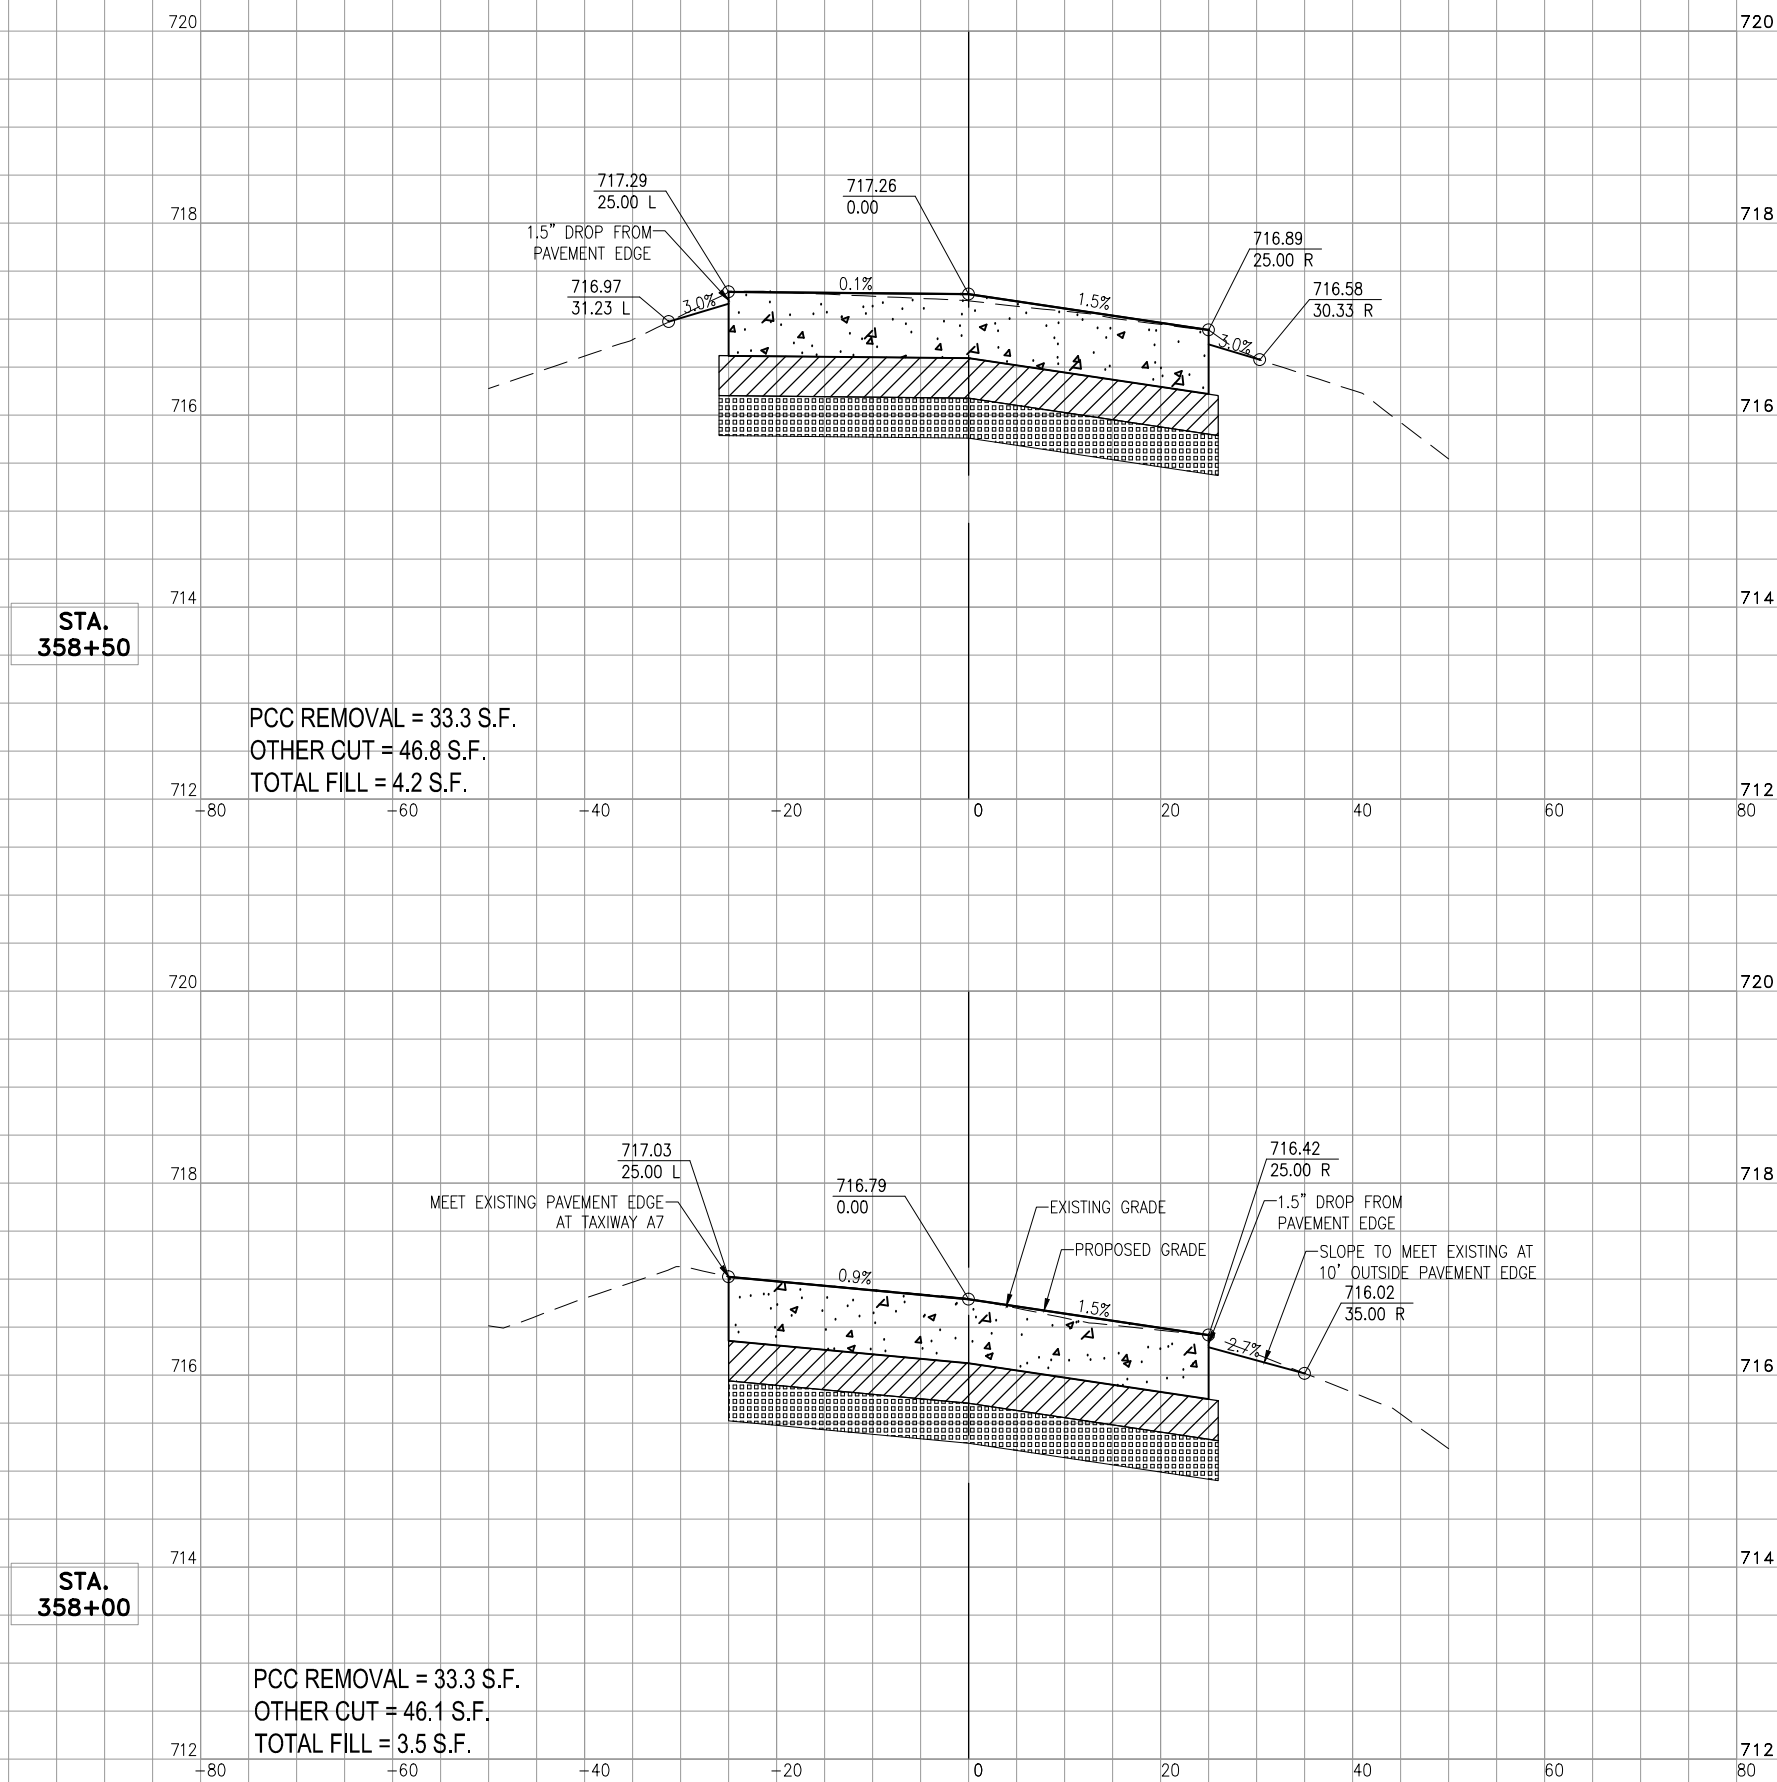 720
720
717.29
25.00 L
717.26
0.00
718
718
1.5" DROP FROM
PAVEMENT EDGE
716.89
25.00 R
716.97
31.23 L
3.0%
0.1%
1.5%
716.58
30.33 R
3.0%
716
716
714
714
STA.
358+50
PCC REMOVAL = 33.3 S.F.
OTHER CUT = 46.8 S.F.
TOTAL FILL = 4.2 S.F.
712
712
-80
-60
-40
-20
0
20
40
60
80
720
720
717.03
25.00 L
716.42
25.00 R
718
718
MEET EXISTING PAVEMENT EDGE
AT TAXIWAY A7
716.79
0.00
EXISTING GRADE
1.5" DROP FROM
PAVEMENT EDGE
PROPOSED GRADE
SLOPE TO MEET EXISTING AT
10' OUTSIDE PAVEMENT EDGE
0.9%
1.5%
716.02
35.00 R
2.7%
716
716
714
714
STA.
358+00
PCC REMOVAL = 33.3 S.F.
OTHER CUT = 46.1 S.F.
TOTAL FILL = 3.5 S.F.
712
712
-80
-60
-40
-20
0
20
40
60
80